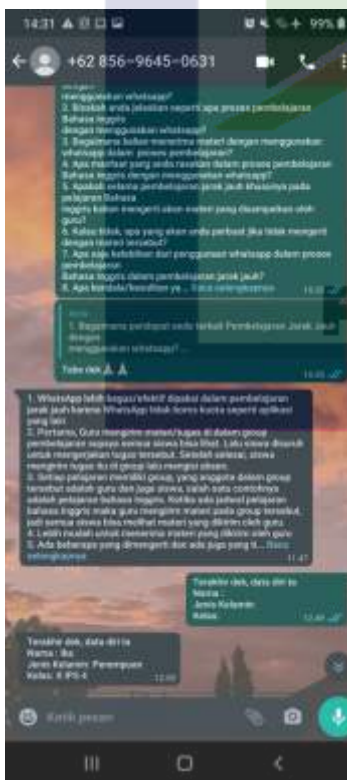 14:31
99%
+62 856-9645-0631
menggunakan whatsapp?
2. Bisakah anda jelaskan seperti apa proses pembelajaran
Bahasa Inggris
dengan menggunakan whatsapp?
3. Bagaimana kalian menerima materi dengan menggunakan
whatsapp dalam proses pembelajaran?
4. Apa manfaat yang anda rasakan dalam proses pembelajaran
Bahasa Inggris dengan menggunakan whatsapp?
5. Apakah selama pembelajaran jarak jauh khususnya pada
pelajaran Bahasa
Inggris kalian mengerti akan materi yang disampaikan oleh
guru?
6. Kalau tidak, apa yang akan anda perbuat jika tidak mengerti
dengan materi tersebut?
7. Apa saja kelebihan dari penggunaan whatsapp dalam proses
pembelajaran
Bahasa Inggris dalam pembelajaran jarak jauh?
8. Apa kendala/kesulitan ya... Baca selengkapnya
1. Bagaimana pendapat anda terkait Pembelajaran Jarak Jauh
dengan
menggunakan whatsapp?...
Tabe dek
1. WhatsApp lebih bagus/efektif dipakai dalam pembelajaran
jarak jauh karena WhatsApp tidak boros kuota seperti aplikasi
yang lain
2. Pertama, Guru mengirim materi/tugas di dalam group
pembelajaran supaya semua siswa bisa lihat. Lalu siswa disuruh
untuk mengerjakan tugas tersebut. Setelah selesai, siswa
mengirim tugas itu di group lalu mengisi absen.
3. Setiap pelajaran memiliki group, yang anggota dalam group
tersebut adalah guru dan juga siswa, salah satu contohnya
adalah pelajaran bahasa inggris. Ketika ada jadwal pelajaran
bahasa inggris maka guru mengirim materi pada group tersebut,
jadi semua siswa bisa melihat materi yang dikirim oleh guru
4. Lebih mudah untuk menerima materi yang dikirim oleh guru
5. Ada beberapa yang dimengerti dan ada juga yang ti... Baca
selengkapnya
11.47
Terakhir dek, data diri ta
Nama :
Jenis Kelamin:
Kelas:
Terakhir dek, data diri ta
Nama : Ika
Jenis Kelamin: Perempuan
Kelas: X IPS 4
Ketik pesan